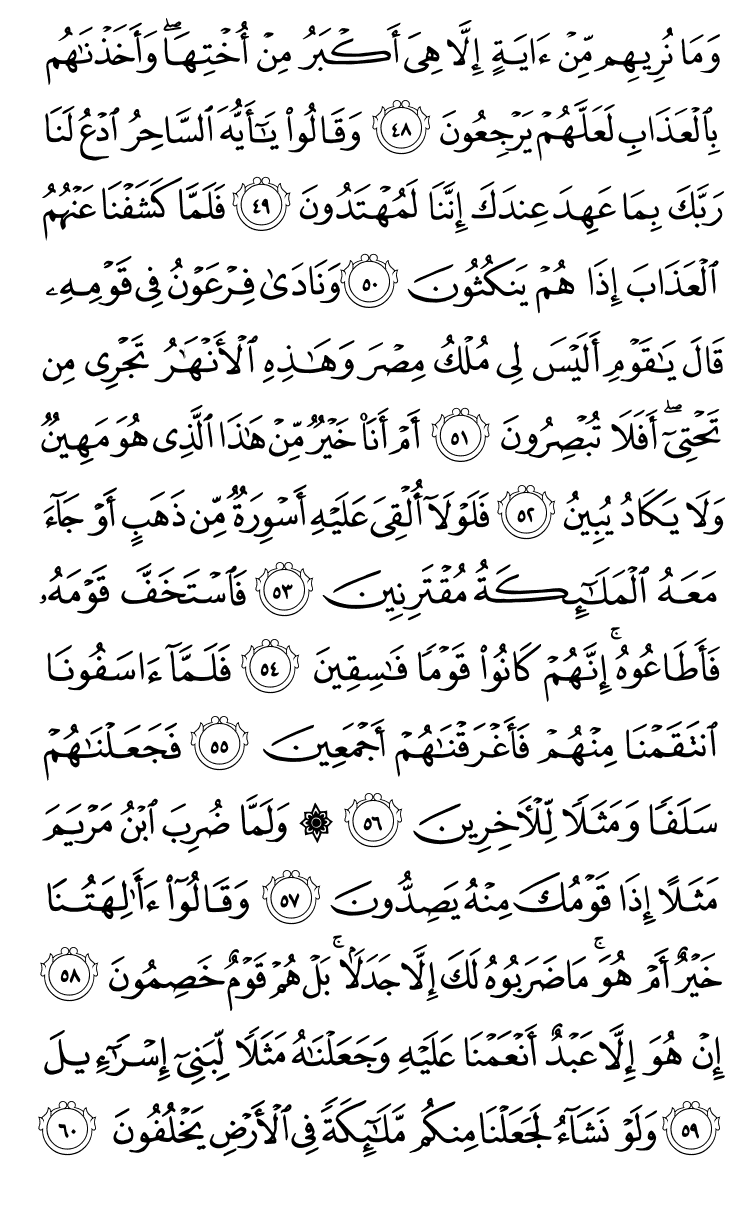 وَمَا نُرِيهِم مِّنْ ءَايَةٍ إِلَّا هِىَ أَكْبَرُ مِنْ أُخْتِهَا ۖ وَأَخَذْنَٰهُم
بِٱلْعَذَابِ لَعَلَّهُمْ يَرْجِعُونَ ٤٨ وَقَالُوا۟ يَٰٓأَيُّهَ ٱلسَّاحِرُ ٱدْعُ لَنَا
رَبَّكَ بِمَا عَهِدَ عِندَكَ إِنَّنَا لَمُهْتَدُونَ ٤٩ فَلَمَّا كَشَفْنَا عَنْهُمُ
ٱلْعَذَابَ إِذَا هُمْ يَنكُثُونَ ٥٠ وَنَادَىٰ فِرْعَوْنُ فِى قَوْمِهِۦ
قَالَ يَٰقَوْمِ أَلَيْسَ لِى مُلْكُ مِصْرَ وَهَٰذِهِ ٱلْأَنْهَٰرُ تَجْرِى مِن
تَحْتِىٓ ۖ أَفَلَا تُبْصِرُونَ ٥١ أَمْ أَنَا۠ خَيْرٌ مِّنْ هَٰذَا ٱلَّذِى هُوَ مَهِينٌ
وَلَا يَكَادُ يُبِينُ ٥٢ فَلَوْلَآ أُلْقِىَ عَلَيْهِ أَسْوِرَةٌ مِّن ذَهَبٍ أَوْ جَآءَ
مَعَهُ ٱلْمَلَٰٓئِكَةُ مُقْتَرِنِينَ ٥٣ فَٱسْتَخَفَّ قَوْمَهُۥ
فَأَطَاعُوهُ ۚ إِنَّهُمْ كَانُوا۟ قَوْمًا فَٰسِقِينَ ٥٤ فَلَمَّآ ءَاسَفُونَا
ٱنتَقَمْنَا مِنْهُمْ فَأَغْرَقْنَٰهُمْ أَجْمَعِينَ ٥٥ فَجَعَلْنَٰهُمْ
سَلَفًا وَمَثَلًا لِّلْءَاخِرِينَ ٥٦ ۞ وَلَمَّا ضُرِبَ ٱبْنُ مَرْيَمَ
مَثَلًا إِذَا قَوْمُكَ مِنْهُ يَصِدُّونَ ٥٧ وَقَالُوٓا۟ ءَأَٰلِهَتُنَا
خَيْرٌ أَمْ هُوَ ۚ مَا ضَرَبُوهُ لَكَ إِلَّا جَدَلًۢا ۚ بَلْ هُمْ قَوْمٌ خَصِمُونَ ٥٨
إِنْ هُوَ إِلَّا عَبْدٌ أَنْعَمْنَا عَلَيْهِ وَجَعَلْنَٰهُ مَثَلًا لِّبَنِىٓ إِسْرَٰٓءِيلَ
٥٩ وَلَوْ نَشَآءُ لَجَعَلْنَا مِنكُم مَّلَٰٓئِكَةً فِى ٱلْأَرْضِ يَخْلُفُونَ ٦٠